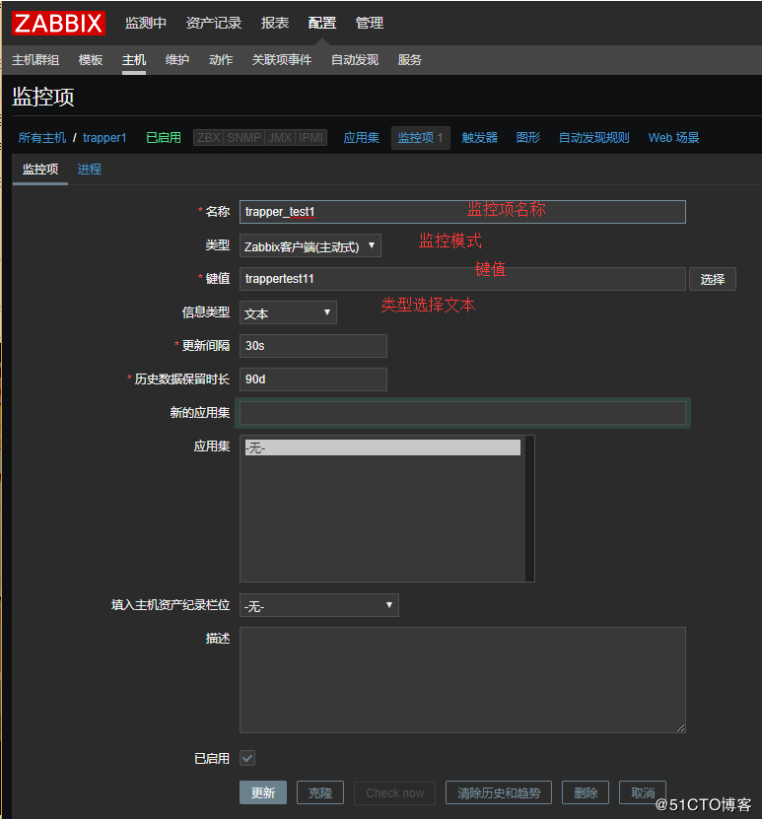 ZABBIX 监测中 资产记录 报表 配置 管理
主机群组 模板 主机 维护 动作 关联项事件 自动发现 服务
监控项
所有主机 / trapper1 已启用 ZBX SNMP JMX IPMI 应用集 监控项 1 触发器 图形 自动发现规则 Web 场景
监控项 进程
* 名称 trapper_test1 监控项名称
类型 Zabbix客户端(主动式) 监控模式
* 键值 trappertest11 键值 选择
信息类型 文本 类型选择文本
* 更新间隔 30s
* 历史数据保留时长 90d
新的应用集
应用集 -无-
填入主机资产纪录栏位 -无-
描述
已启用
更新 克隆 Check now 清除历史和趋势 删除 取消
@51CTO博客